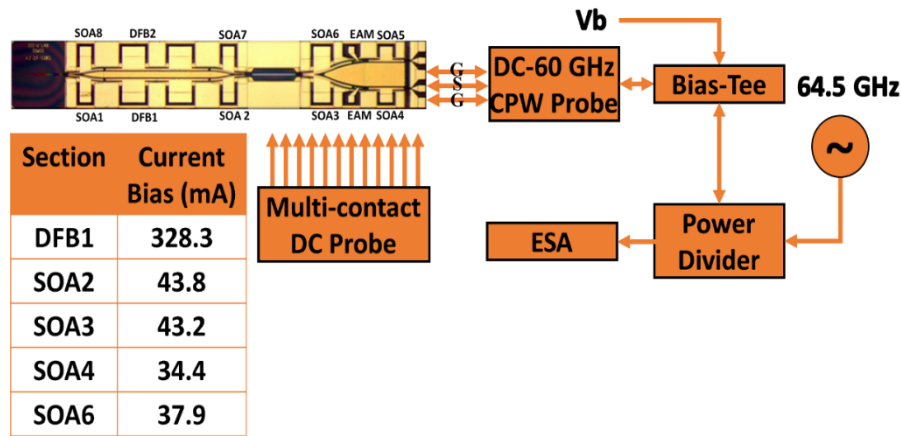 SOA8 DFB2 SOA7 SOA6 EAM SOA5
SOA1 DFB1 SOA 2 SOA3 EAM SOA4
G
S
G
DC-60 GHz
CPW Probe
Vb
Bias-Tee
64.5 GHz
~
Multi-contact
DC Probe
ESA
Power
Divider
Section Current Bias (mA)
DFB1 328.3
SOA2 43.8
SOA3 43.2
SOA4 34.4
SOA6 37.9